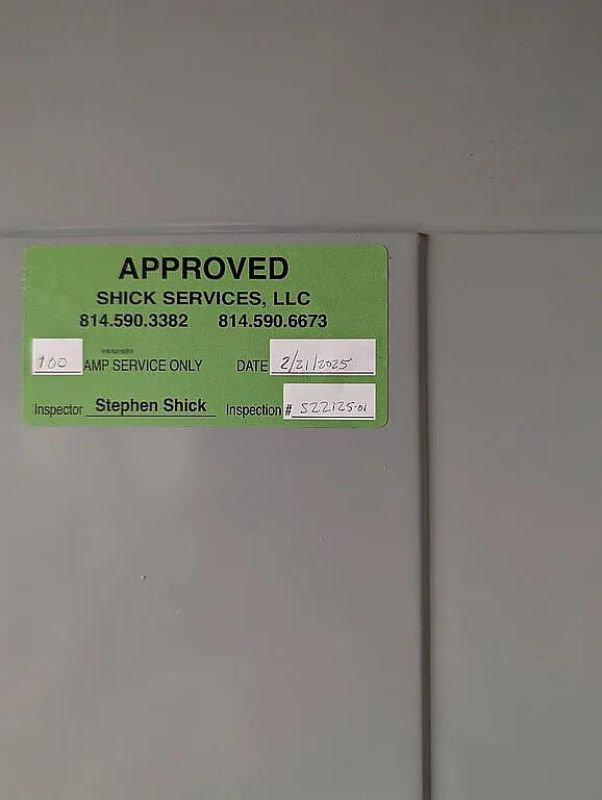 APPROVED
SHICK SERVICES, LLC
814.590.3382 814.590.6673
100 AMP SERVICE ONLY DATE 2/21/2025
Inspector Stephen Shick Inspection # S22125-01